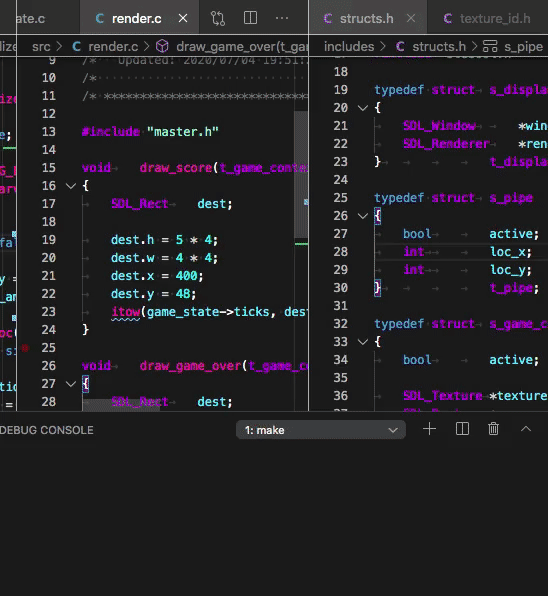 ate.c
render.c
structs.h
texture_id.h
src > render.c > draw_game_over(t_ga
includes > structs.h > s_pipe
9 /* Updated: 2020/07/04 19:51:2
10 /*
11 /* ******************************
12
13 #include "master.h"
14
15 void draw_score(t_game_conte
16 {
17 SDL_Rect dest;
18
19 dest.h = 5 * 4;
20 dest.w = 4 * 4;
21 dest.x = 400;
22 dest.y = 48;
23 itow(game_state->ticks, dest
24 }
25
26 void draw_game_over(t_game_co
27 {
28 SDL_Rect dest;
18
19 typedef struct s_displa
20 {
21 SDL_Window *win
22 SDL_Renderer *ren
23 } t_displa
24
25 typedef struct s_pipe
26 {
27 bool active;
28 int loc_x;
29 int loc_y;
30 } t_pipe;
31
32 typedef struct s_game_c
33 {
34 bool active;
35
36 SDL_Texture *texture
37
DEBUG CONSOLE
1: make